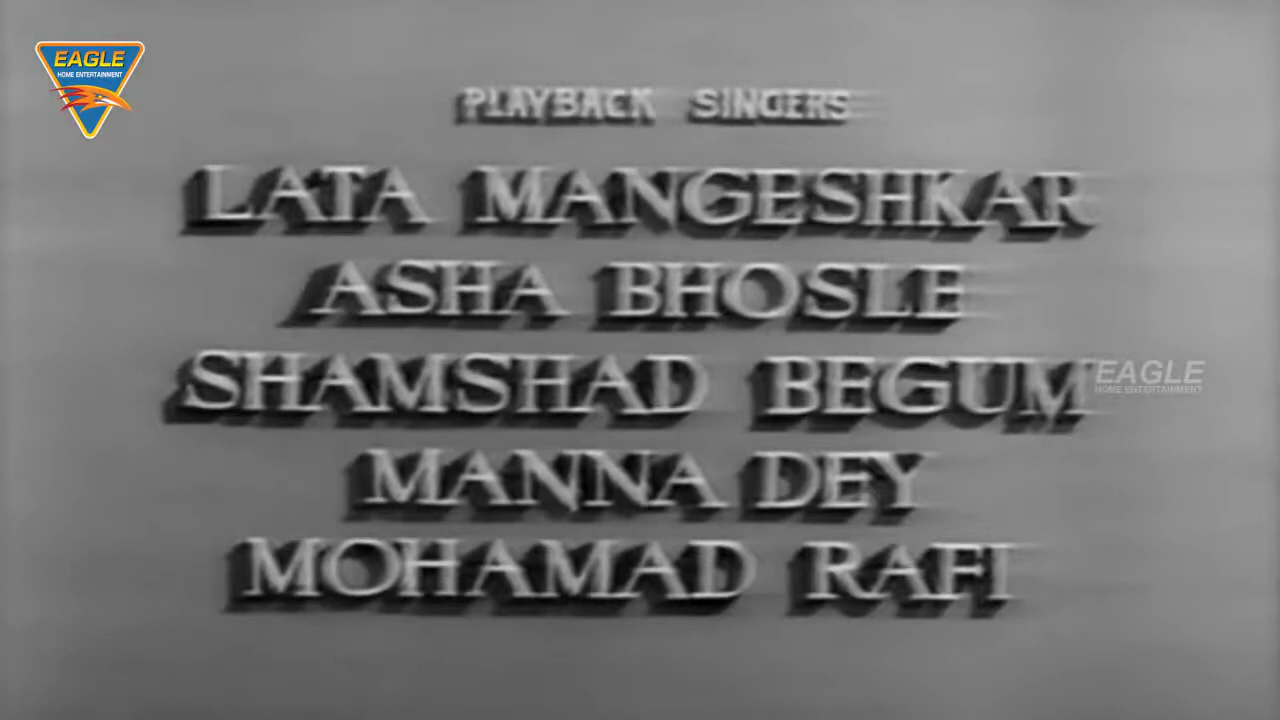 EAGLE
HOME ENTERTAINMENT
PLAYBACK SINGERS
LATA MANGESHKAR
ASHA BHOSLE
SHAMSHAD BEGUM
EAGLE
HOME ENTERTAINMENT
MANNA DEY
MOHAMAD RAFI